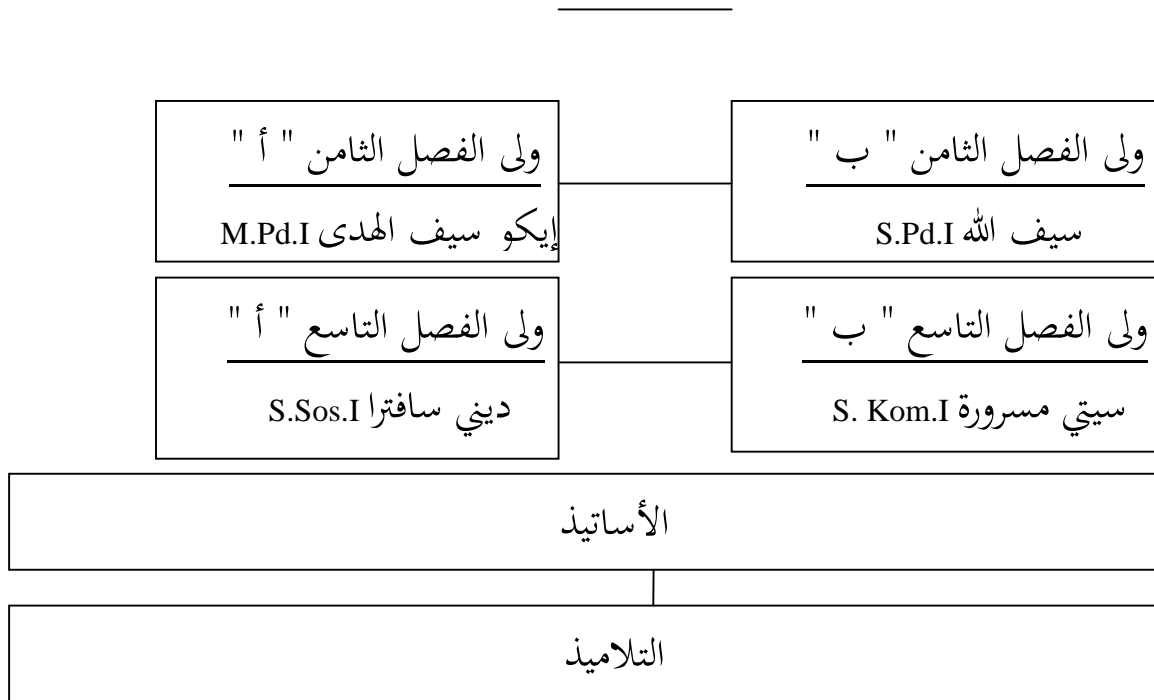 ولى الفصل الثامن " ب "
سيف الله S.Pd.I
ولى الفصل الثامن " أ "
إيكو سيف الهدى M.Pd.I
ولى الفصل التاسع " ب "
سيتي مسرورة S. Kom.I
ولى الفصل التاسع " أ "
ديني سافترا S.Sos.I
الأساتيذ
التلاميذ